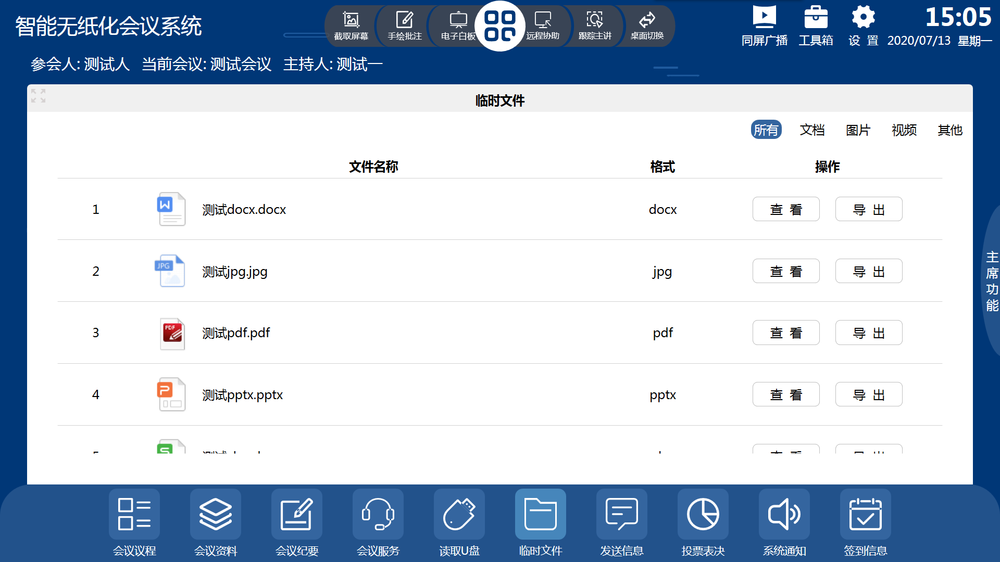 智能无纸化会议系统
截取屏幕 手绘批注 电子白板 远程协助 跟踪主讲 桌面切换
同屏广播 工具箱 设 置
15:05
2020/07/13 星期一
参会人: 测试人 当前会议: 测试会议 主持人: 测试一
临时文件
所有 文档 图片 视频 其他
文件名称 格式 操作
1 测试docx.docx docx 查 看 导 出
2 JPG 测试jpg.jpg jpg 查 看 导 出
3 PDF 测试pdf.pdf pdf 查 看 导 出
4 测试pptx.pptx pptx 查 看 导 出
主席功能
会议议程 会议资料 会议纪要 会议服务 读取U盘 临时文件 发送信息 投票表决 系统通知 签到信息